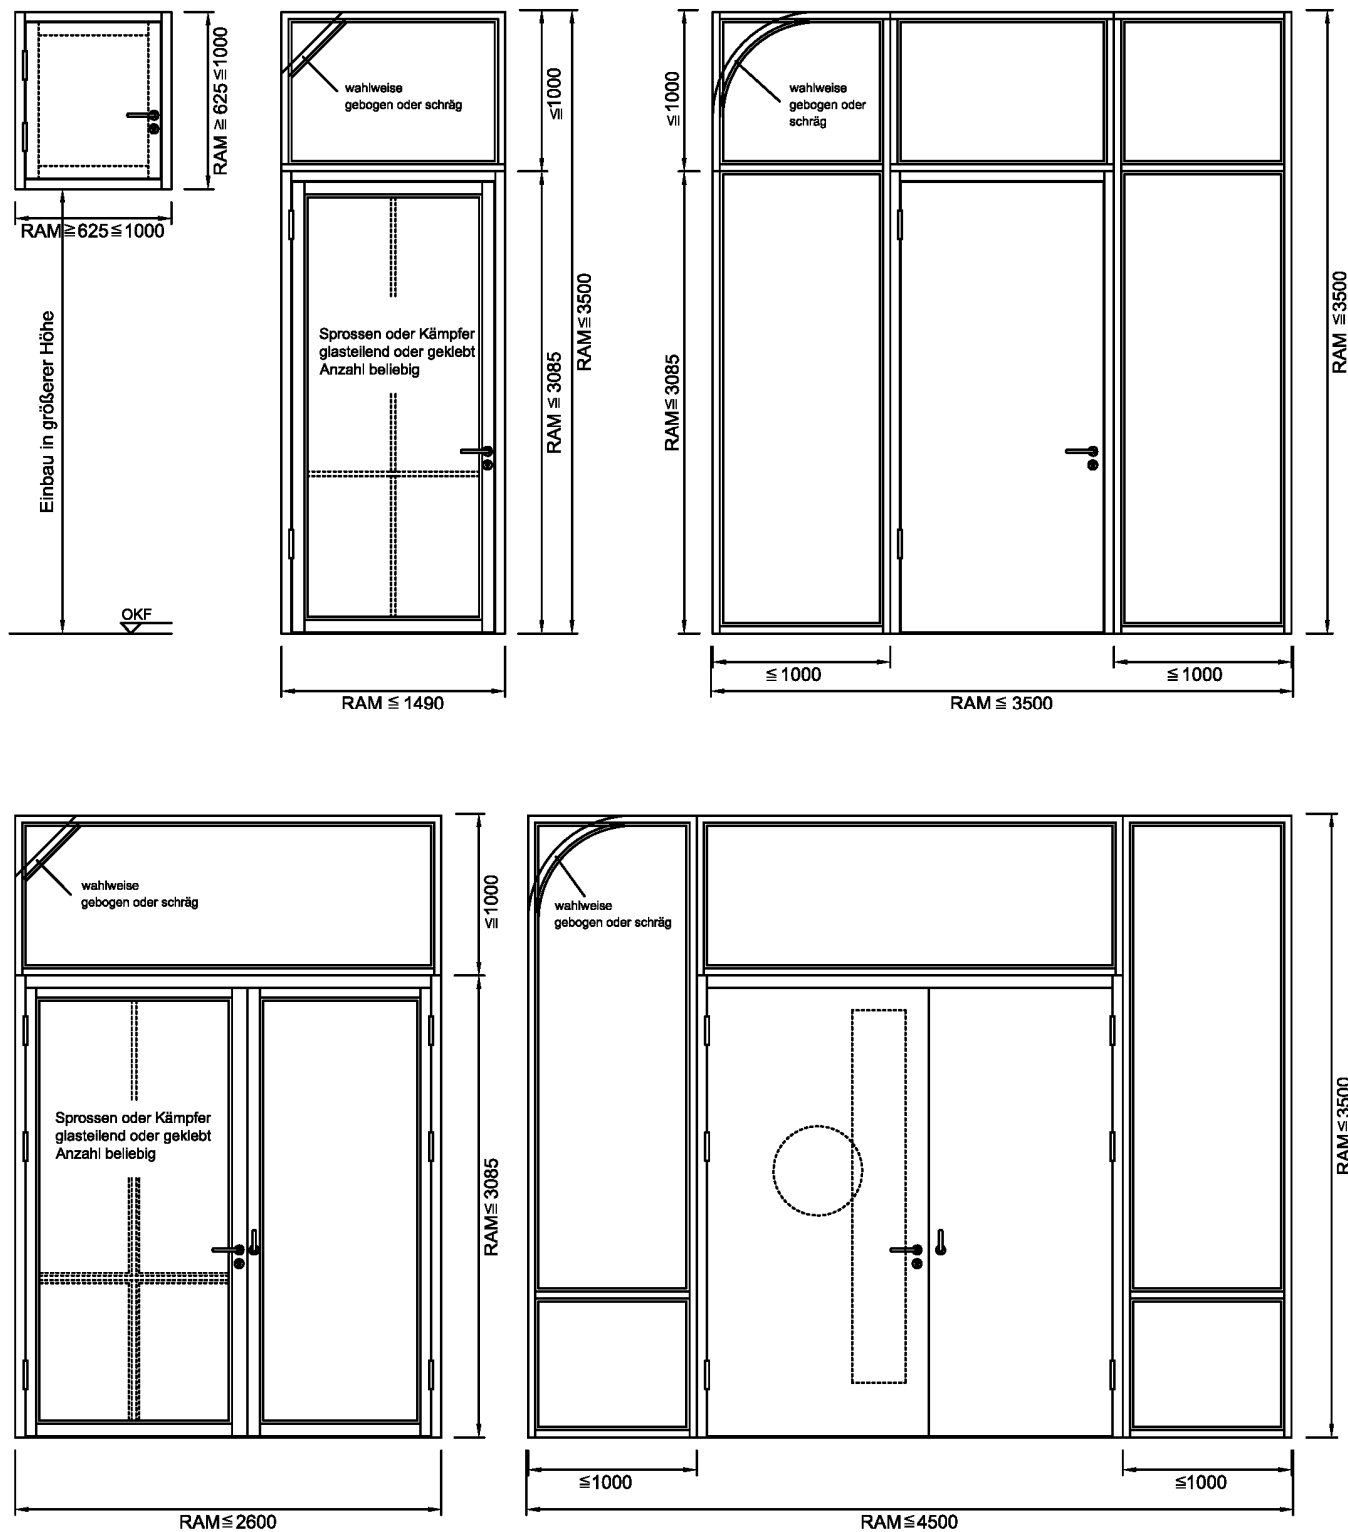 RAM ≧ 625≦1000
RAM≧625≦1000
Einbau in größerer Höhe
OKF
wahlweise
gebogen oder schräg
≦1000
Sprossen oder Kämpfer
glasteilend oder geklebt
Anzahl beliebig
RAM ≦ 3085
RAM≦3500
RAM ≦ 1490
wahlweise
gebogen oder
schräg
≦1000
RAM≦3085
RAM ≦3500
≦1000
≦1000
RAM ≦ 3500
wahlweise
gebogen oder schräg
≦1000
Sprossen oder Kämpfer
glasteilend oder geklebt
Anzahl beliebig
RAM≦3085
RAM≦2600
wahlweise
gebogen oder schräg
RAM≦3500
≦1000
≦1000
RAM≦4500